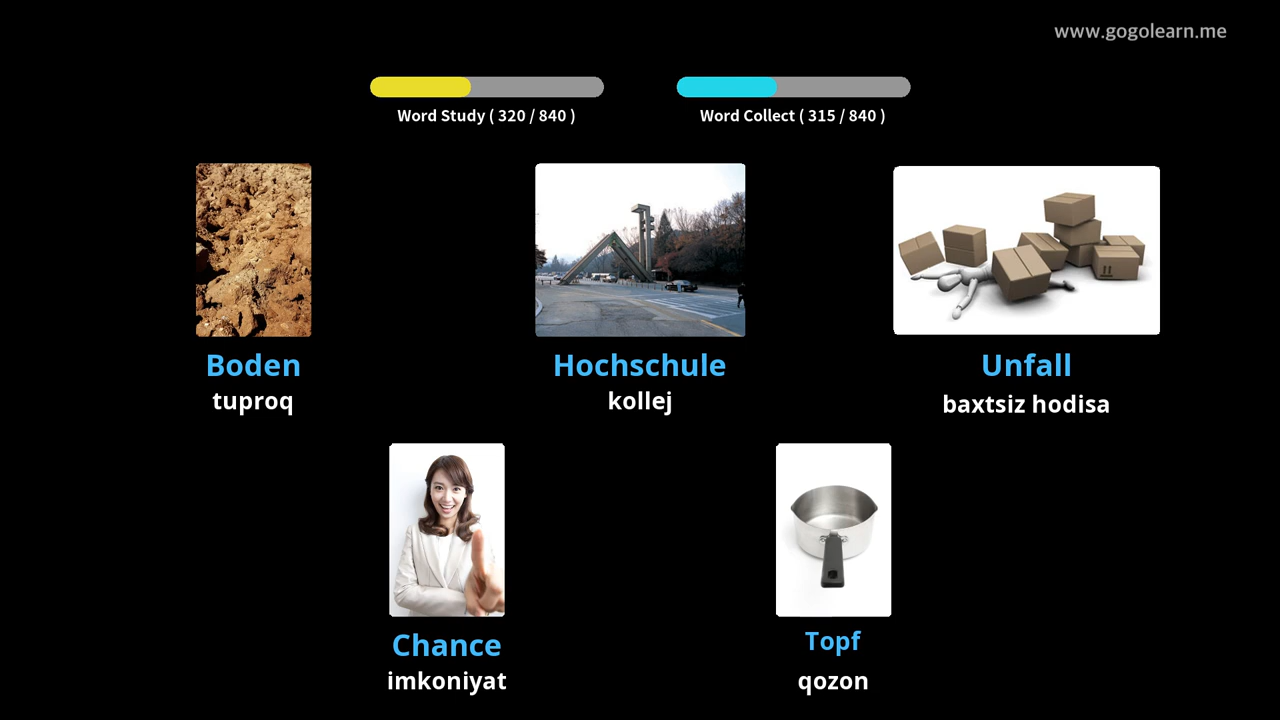 www.gogolearn.me
Word Study ( 320 / 840 )
Word Collect ( 315 / 840 )
Boden
tuproq
Hochschule
kollej
Unfall
baxtsiz hodisa
Chance
imkoniyat
Topf
qozon